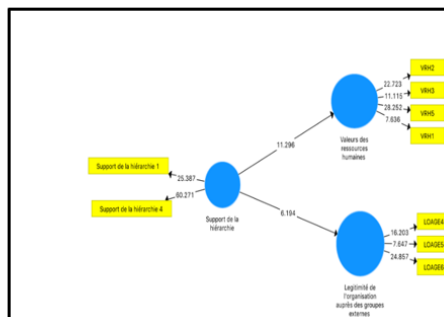 VRH2
22.723
VRH3
11.115
28.252
VRH5
7.636
VRH1
11.296
Valeurs des
ressources
humaines
Support de la hiérarchie 1
25.387
60.271
Support de la hiérarchie 4
Support de la
hiérarchie
6.194
LOAGE4
16.203
7.647
LOAGE5
24.857
LOAGE6
Legitimité de
l'organisation
auprès des groupes
externes